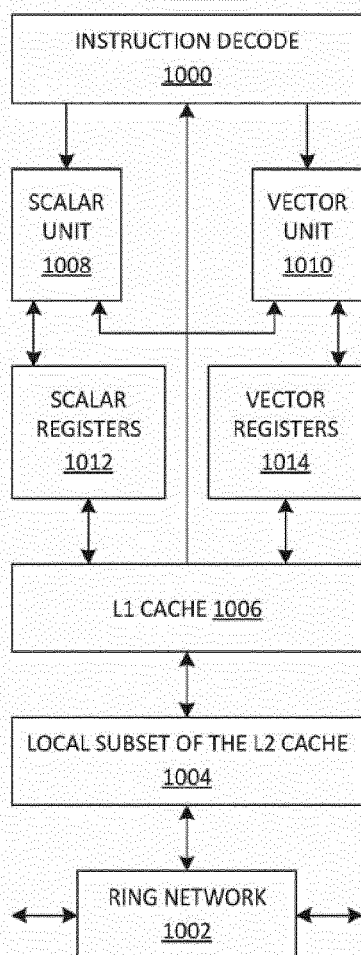 INSTRUCTION DECODE
1000
SCALAR
UNIT
1008
VECTOR
UNIT
1010
SCALAR
REGISTERS
1012
VECTOR
REGISTERS
1014
L1 CACHE 1006
LOCAL SUBSET OF THE L2 CACHE
1004
RING NETWORK
1002